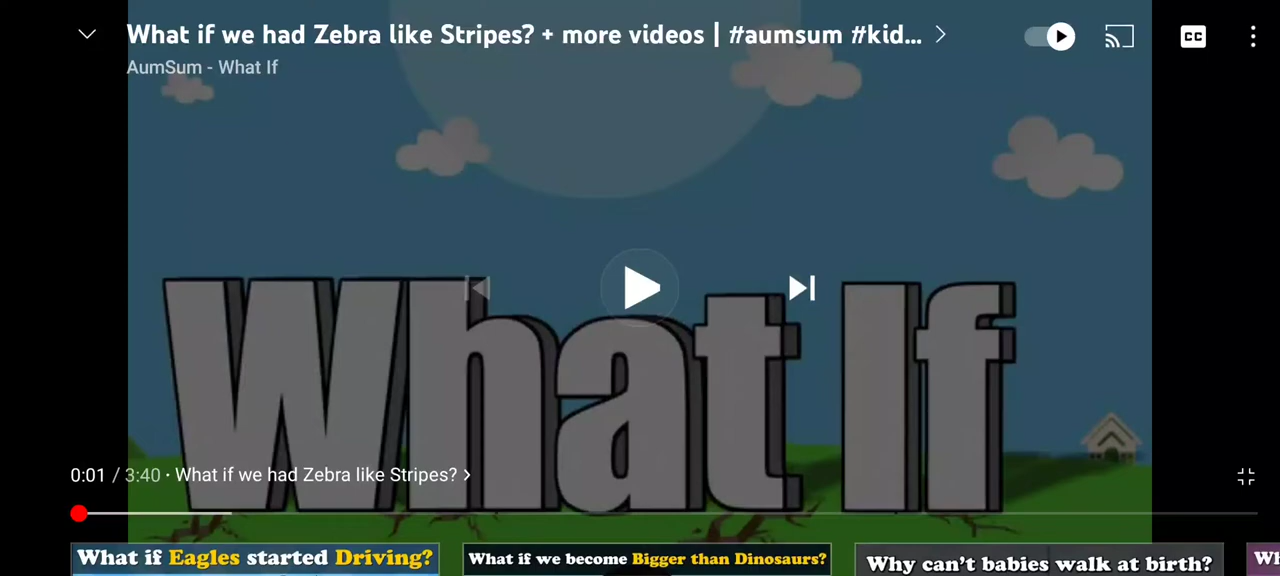 What if we had Zebra like Stripes? + more videos | #aumsum #kid...
AumSum - What If
CC
What If
0:01 / 3:40 · What if we had Zebra like Stripes?
What if Eagles started Driving?
What if we become Bigger than Dinosaurs?
Why can't babies walk at birth?